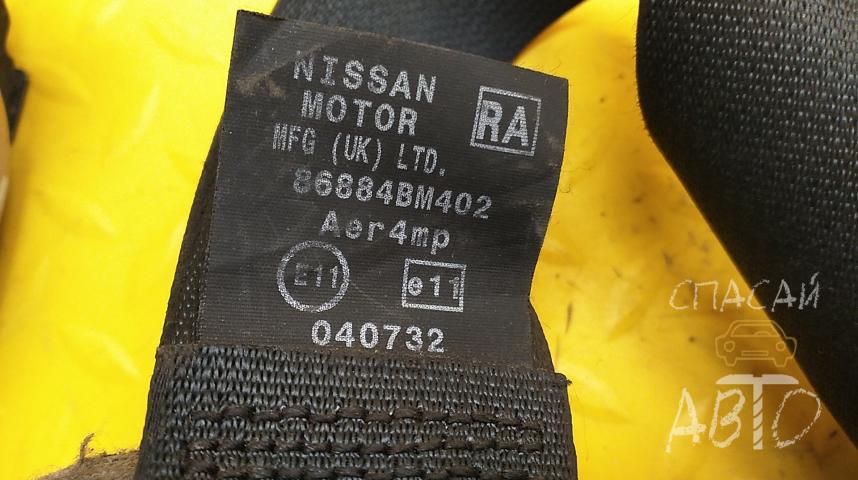 NISSAN
MOTOR
MFG (UK) LTD.
RA
86884BM402
Aer4mp
E11
e11
040732
СПАСАЙ
АВТО